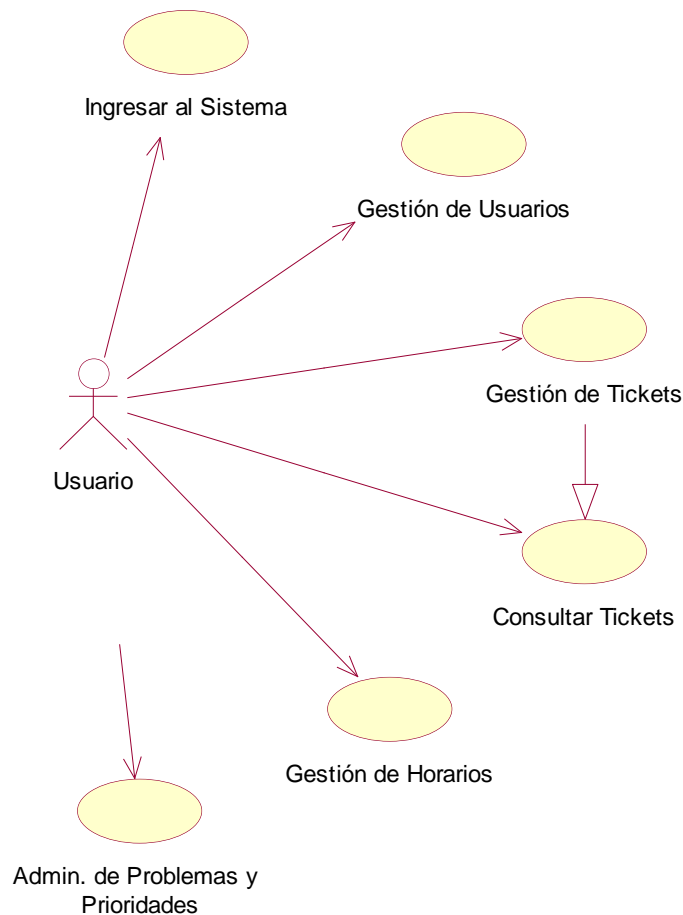 Ingresar al Sistema
Gestión de Usuarios
Gestión de Tickets
Usuario
Consultar Tickets
Gestión de Horarios
Admin. de Problemas y
Prioridades